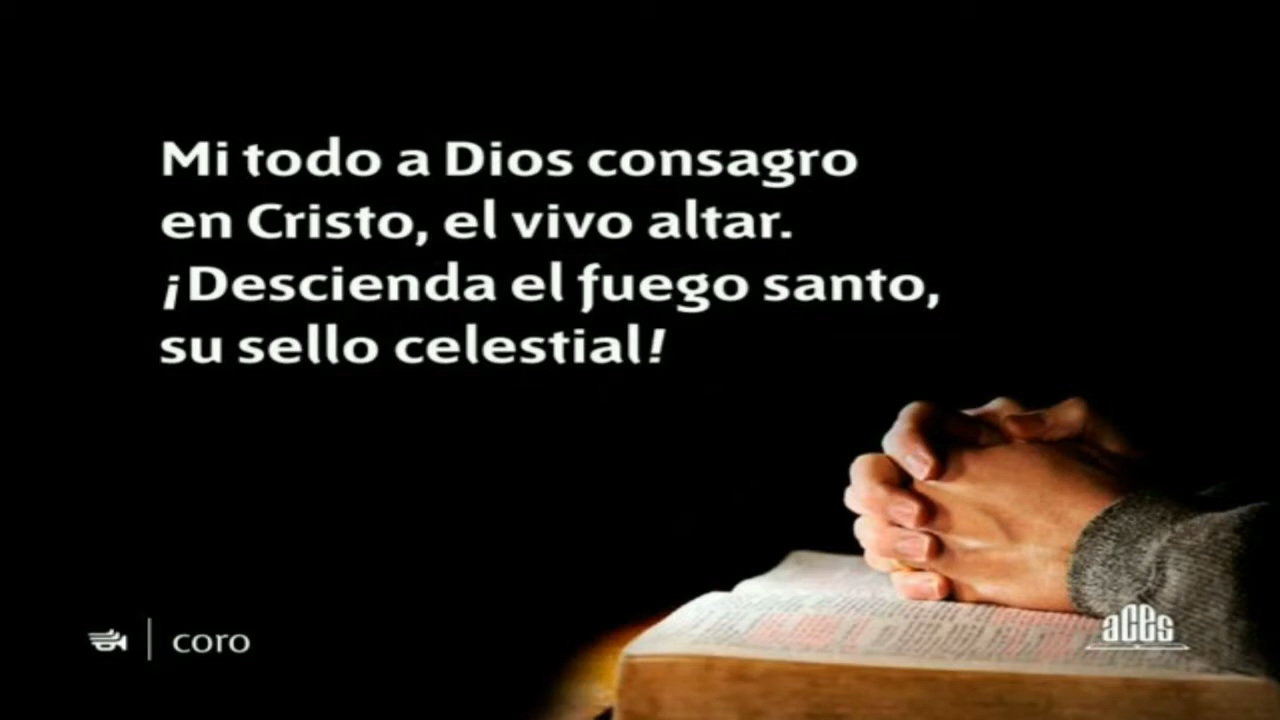 Mi todo a Dios consagro
en Cristo, el vivo altar.
¡Descienda el fuego santo,
su sello celestial!
coro
aces